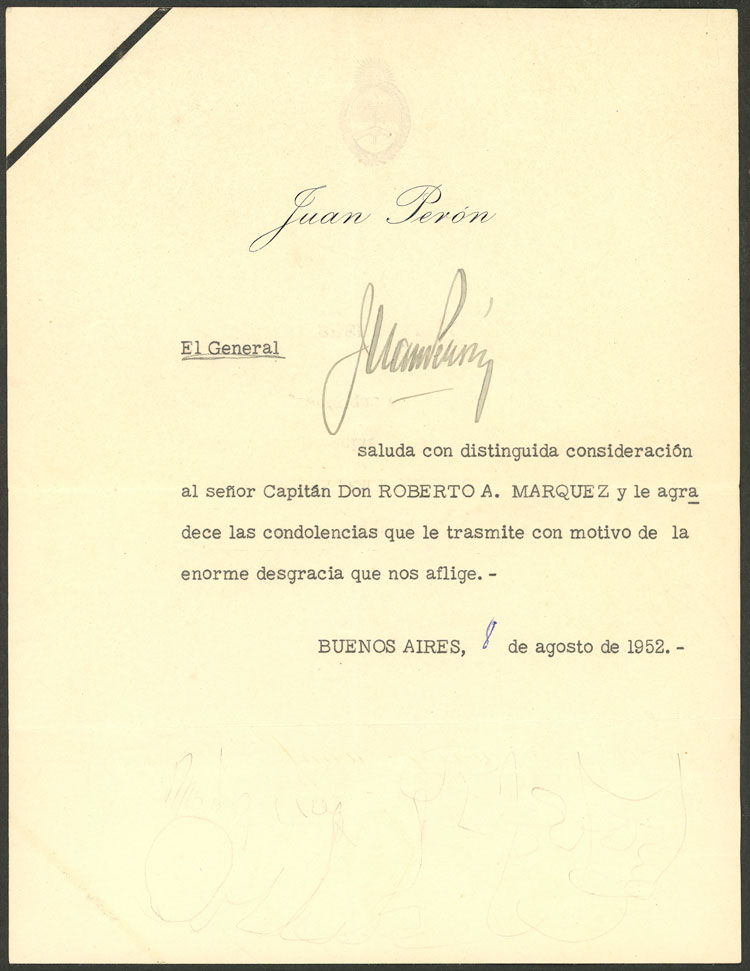 Juan Perón
Juan Perón
El General
saluda con distinguida consideración
al señor Capitán Don ROBERTO A. MARQUEZ y le agra
dece las condolencias que le trasmite con motivo de la
enorme desgracia que nos aflige. -
BUENOS AIRES, 8 de agosto de 1952. -